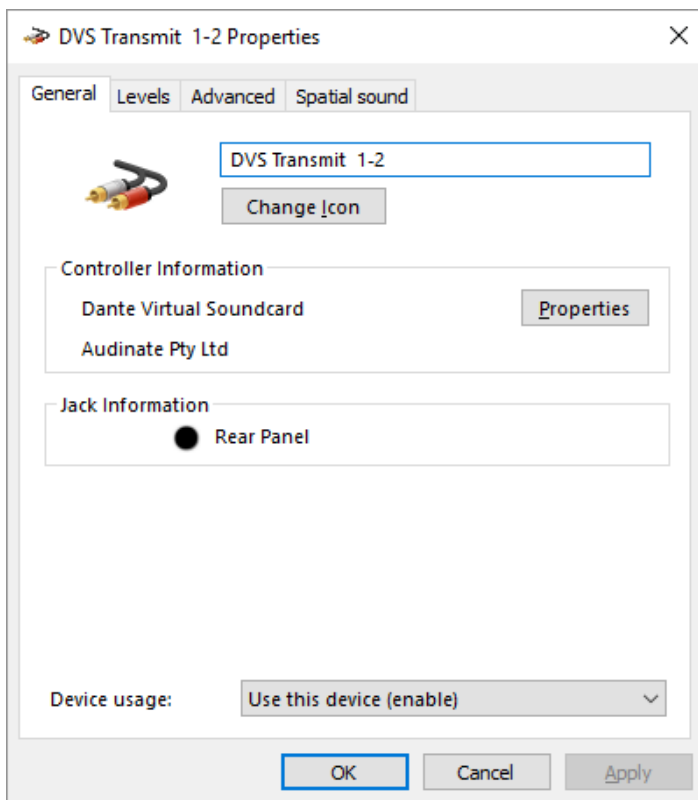 DVS Transmit  1-2 Properties
General Levels Advanced Spatial sound
DVS Transmit  1-2
Change Icon
Controller Information
Dante Virtual Soundcard Properties
Audinate Pty Ltd
Jack Information
Rear Panel
Device usage: Use this device (enable)
OK Cancel Apply